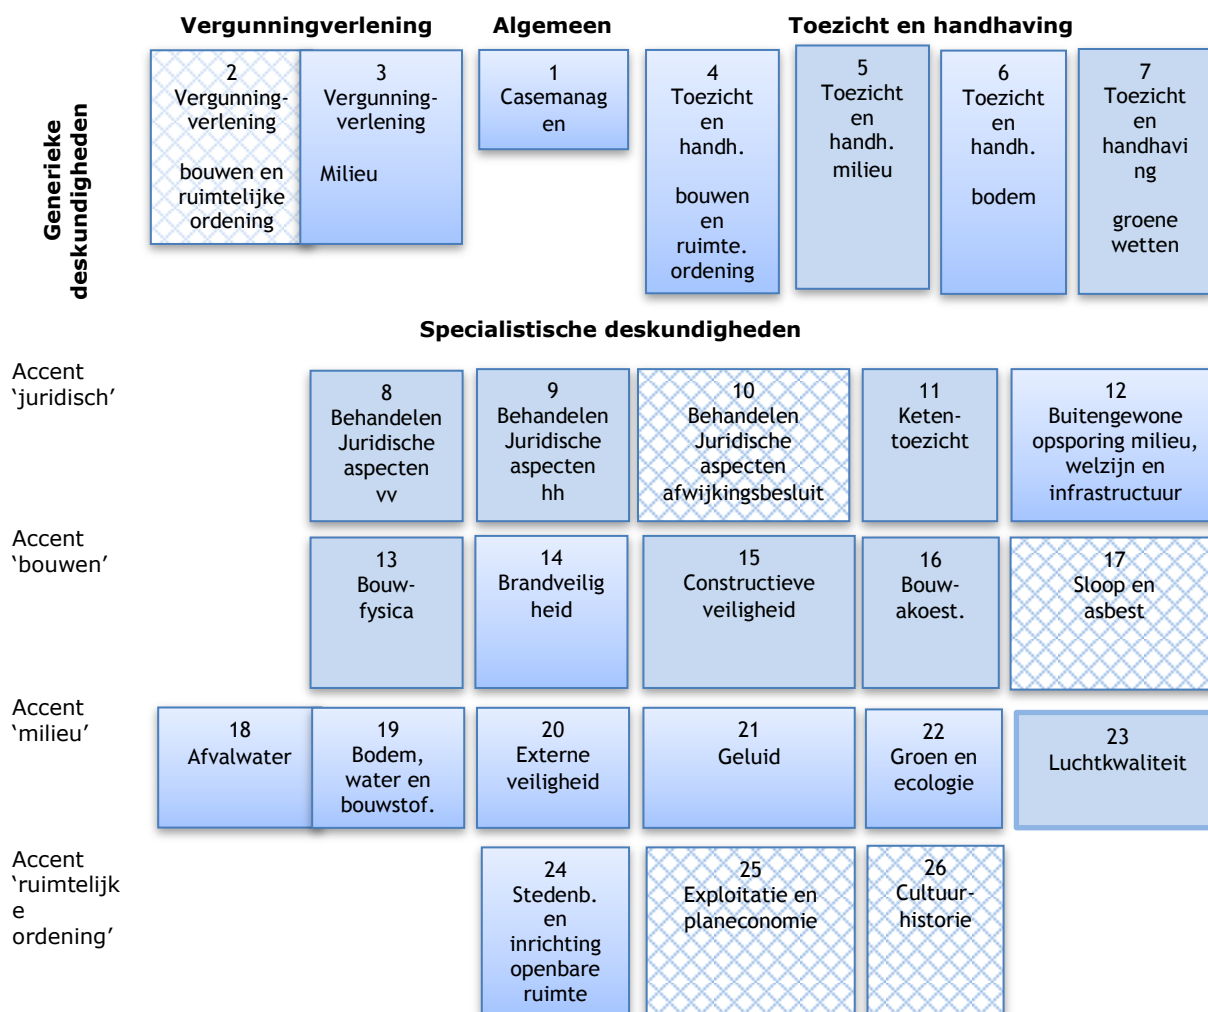 Vergunningverlening
Algemeen
Toezicht en handhaving
Generieke
deskundigheden
2
Vergunning-
verlening
bouwen en
ruimtelijke
ordening
3
Vergunning-
verlening
Milieu
1
Casemanag
en
4
Toezicht
en
handh.
bouwen
en
ruimte.
ordening
5
Toezicht
en
handh.
milieu
6
Toezicht
en
handh.
bodem
7
Toezicht
en
handhavi
ng
groene
wetten
Specialistische deskundigheden
Accent
‘juridisch’
8
Behandelen
Juridische
aspecten
vv
9
Behandelen
Juridische
aspecten
hh
10
Behandelen
Juridische
aspecten
afwijkingsbesluit
11
Keten-
toezicht
12
Buitengewone
opsporing milieu,
welzijn en
infrastructuur
Accent
‘bouwen’
13
Bouw-
fysica
14
Brandveilig
heid
15
Constructieve
veiligheid
16
Bouw-
akoest.
17
Sloop en
asbest
Accent
‘milieu’
18
Afvalwater
19
Bodem,
water en
bouwstof.
20
Externe
veiligheid
21
Geluid
22
Groen en
ecologie
23
Luchtkwaliteit
Accent
‘ruimtelijk
e
ordening’
24
Stedenb.
en
inrichting
openbare
ruimte
25
Exploitatie en
planeconomie
26
Cultuur-
historie